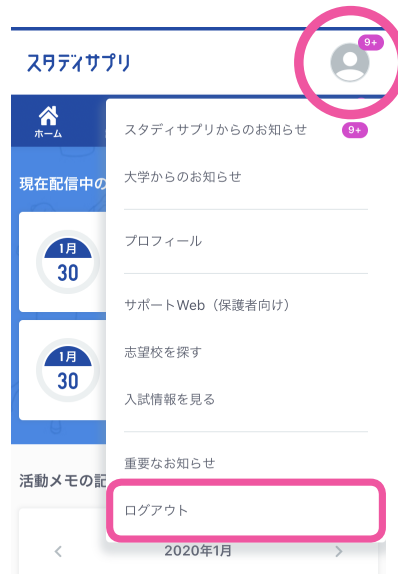 スタディサプリ
9+
ホーム
スタディサプリからのお知らせ
9+
大学からのお知らせ
現在配信中の
プロフィール
1月
30
サポートWeb（保護者向け）
志望校を探す
1月
30
入試情報を見る
重要なお知らせ
活動メモの記
ログアウト
2020年1月